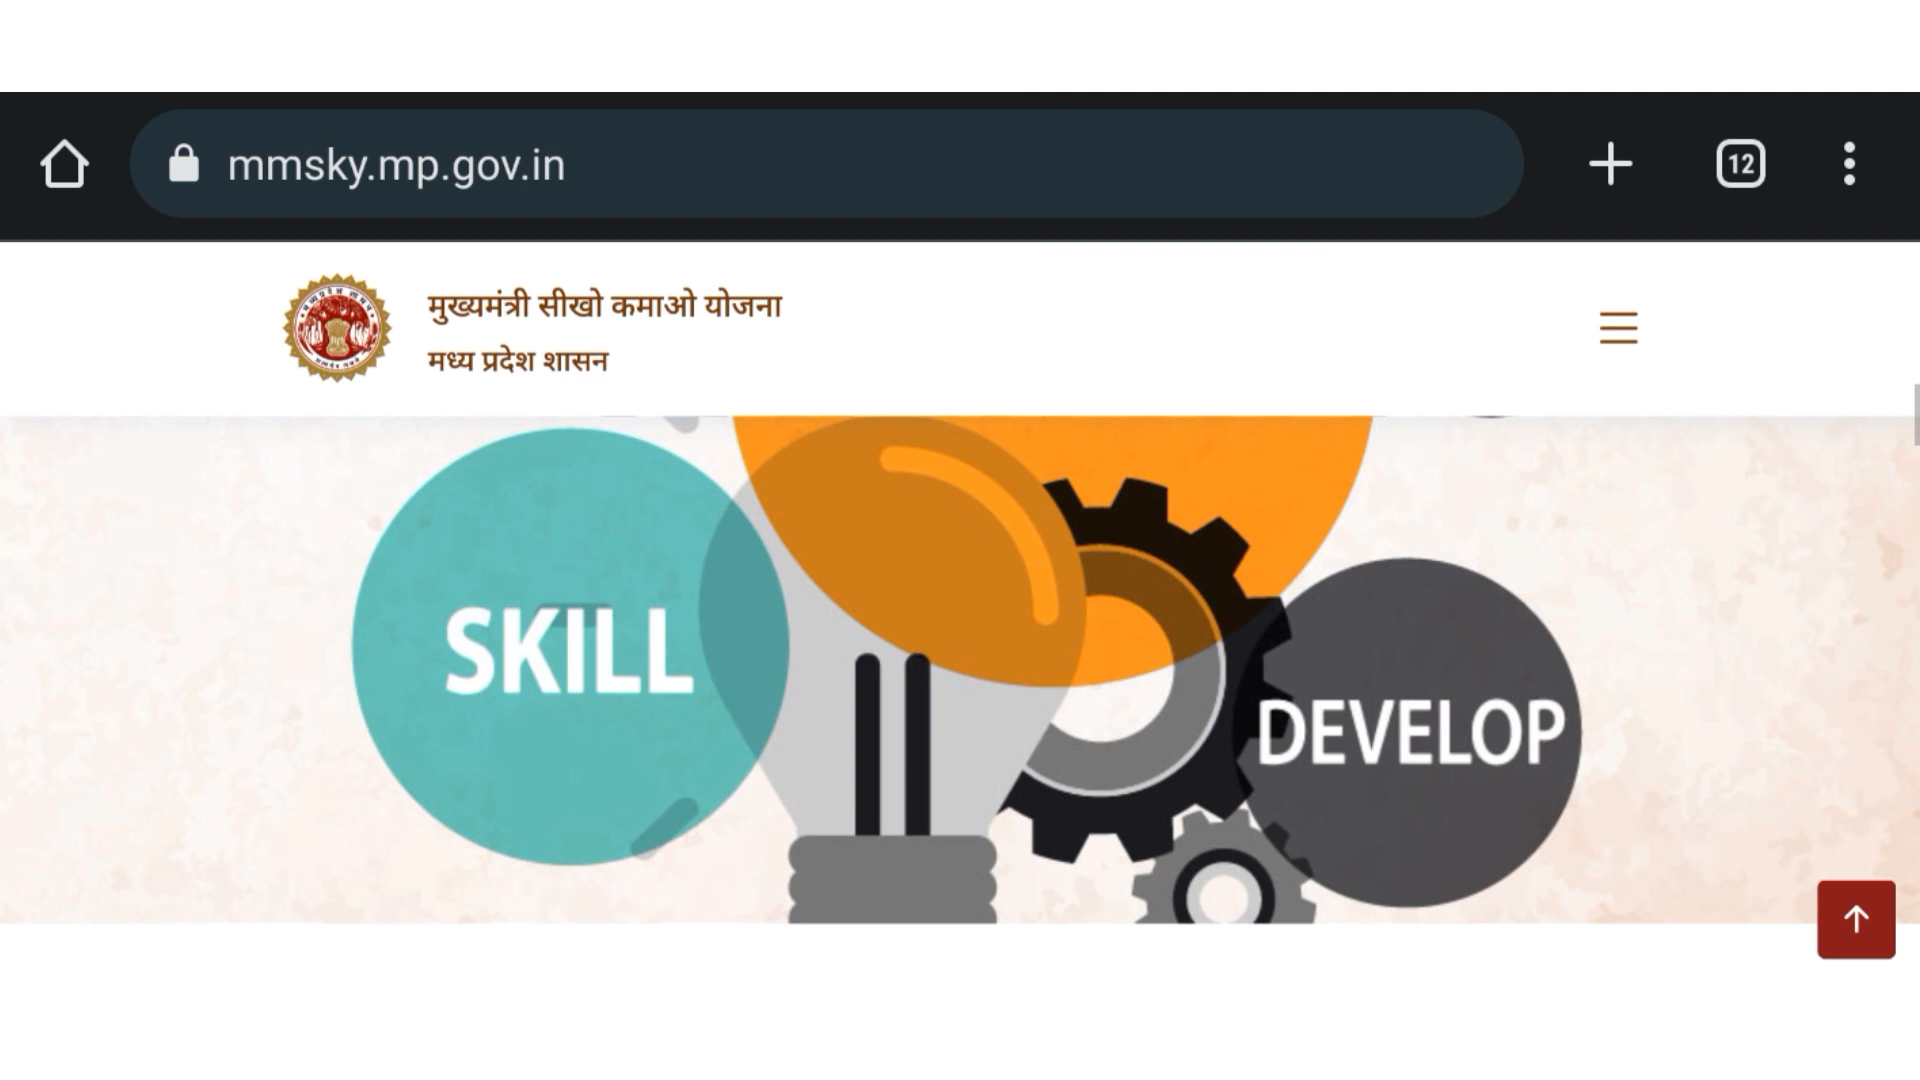 mmsky.mp.gov.in
12
मुख्यमंत्री सीखो कमाओ योजना
मध्य प्रदेश शासन
SKILL
DEVELOP